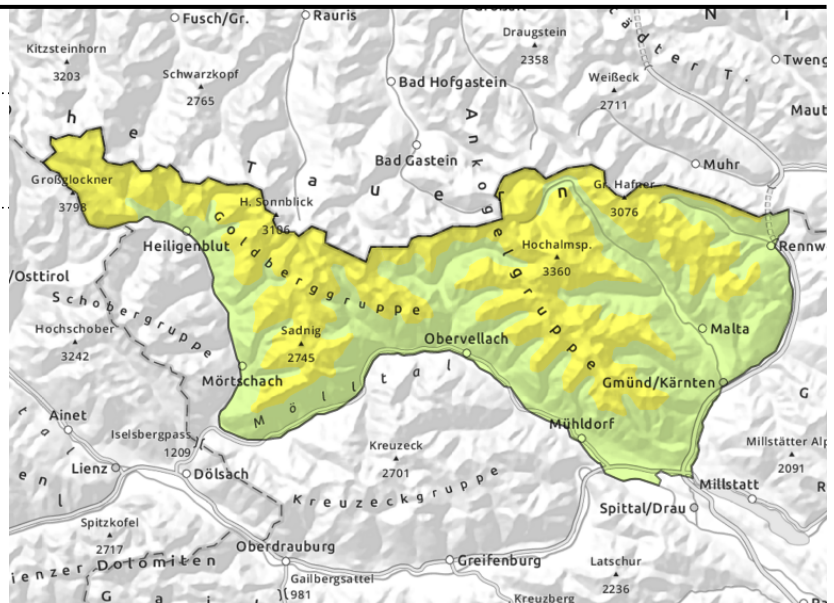 Fusch/Gr.
Rauris
Kitzsteinhorn
3203
Schwarzkopf
2765
Draugstein
2358
Bad Hofgastein
Weißeck
2711
Tweng
Maut
Bad Gastein
Muhr
h e T a u e n
Ankogelgruppe
Großglockner
3798
H. Sonnblick
3106
Gr. Hafner
3076
Heiligenblut
Goldberggruppe
Hochalmsp.
3360
Rennw
/Osttirol
Schobergruppe
Hochschober
3242
Sadnig
2745
Obervellach
Malta
Mörtschach
Mölltal
Gmünd/Kärnten
G
Ainet
Iselsbergpass
1209
Mühldorf
Kreuzeck
2701
Millstätter Alp
2091
Lienz
Dölsach
Kreuzeckgruppe
Millstatt
Spittal/Drau
Spitzkofel
2717
Oberdrauburg
Greifenburg
Latschur
2236
ienzer Dolomiten
Gailbergsattel
981
Kreuzberg
G a i